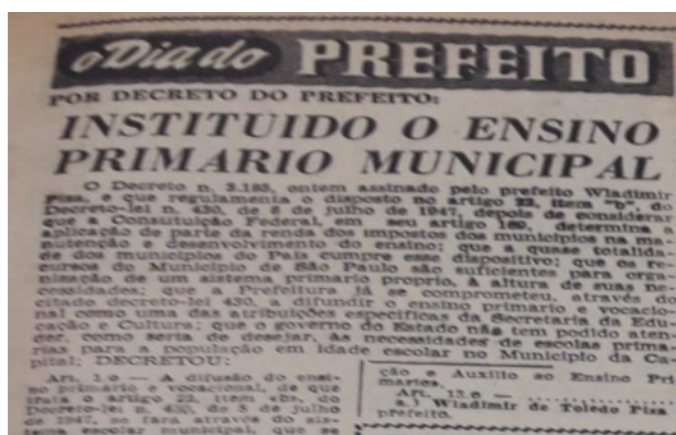 o Dia do PREFEITO
POR DECRETO DO PREFEITO:
INSTITUIDO O ENSINO
PRIMARIO MUNICIPAL
O Decreto n. 3.185, ontem assinado pelo prefeito Wladimir
Pisa, e que regulamenta o disposto no artigo 22, item "b", do
Decreto-lei n. 430, de 8 de julho de 1947, depois de considerar
que a Constituição Federal, em seu artigo 169, determina a
aplicação de parte da renda dos impostos dos municipios na ma-
nutenção e desenvolvimento do ensino; que a quase totalida-
de dos municipios do País cumpre esse dispositivo; que os re-
cursos do Municipio de São Paulo são suficientes para orga-
nização de um sistema primario proprio, à altura de suas ne-
cessidades; que a Prefeitura já se comprometeu, através do
citado decreto-lei 430, a difundir o ensino primario e vocacio-
nal como uma das atribuições especificas da Secretaria da Edu-
cação e Cultura; que o governo do Estado não tem podido aten-
der, como seria de desejar, às necessidades de escolas prima-
rias para a população em idade escolar no Municipio da Ca-
pital; DECRETOU:
Art. 1.o — A difusão do ensi-
no primario e vocacional, de que
trata o artigo 22, item «b», do
Decreto-lei n. 430, de 8 de julho
de 1947, se fara através do sis-
tema escolar municipal, que se
ção e Auxilio ao Ensino Pri
marios.
Art. 13.o — ..................
a.) Wladimir de Toledo Pisa
prefeito.